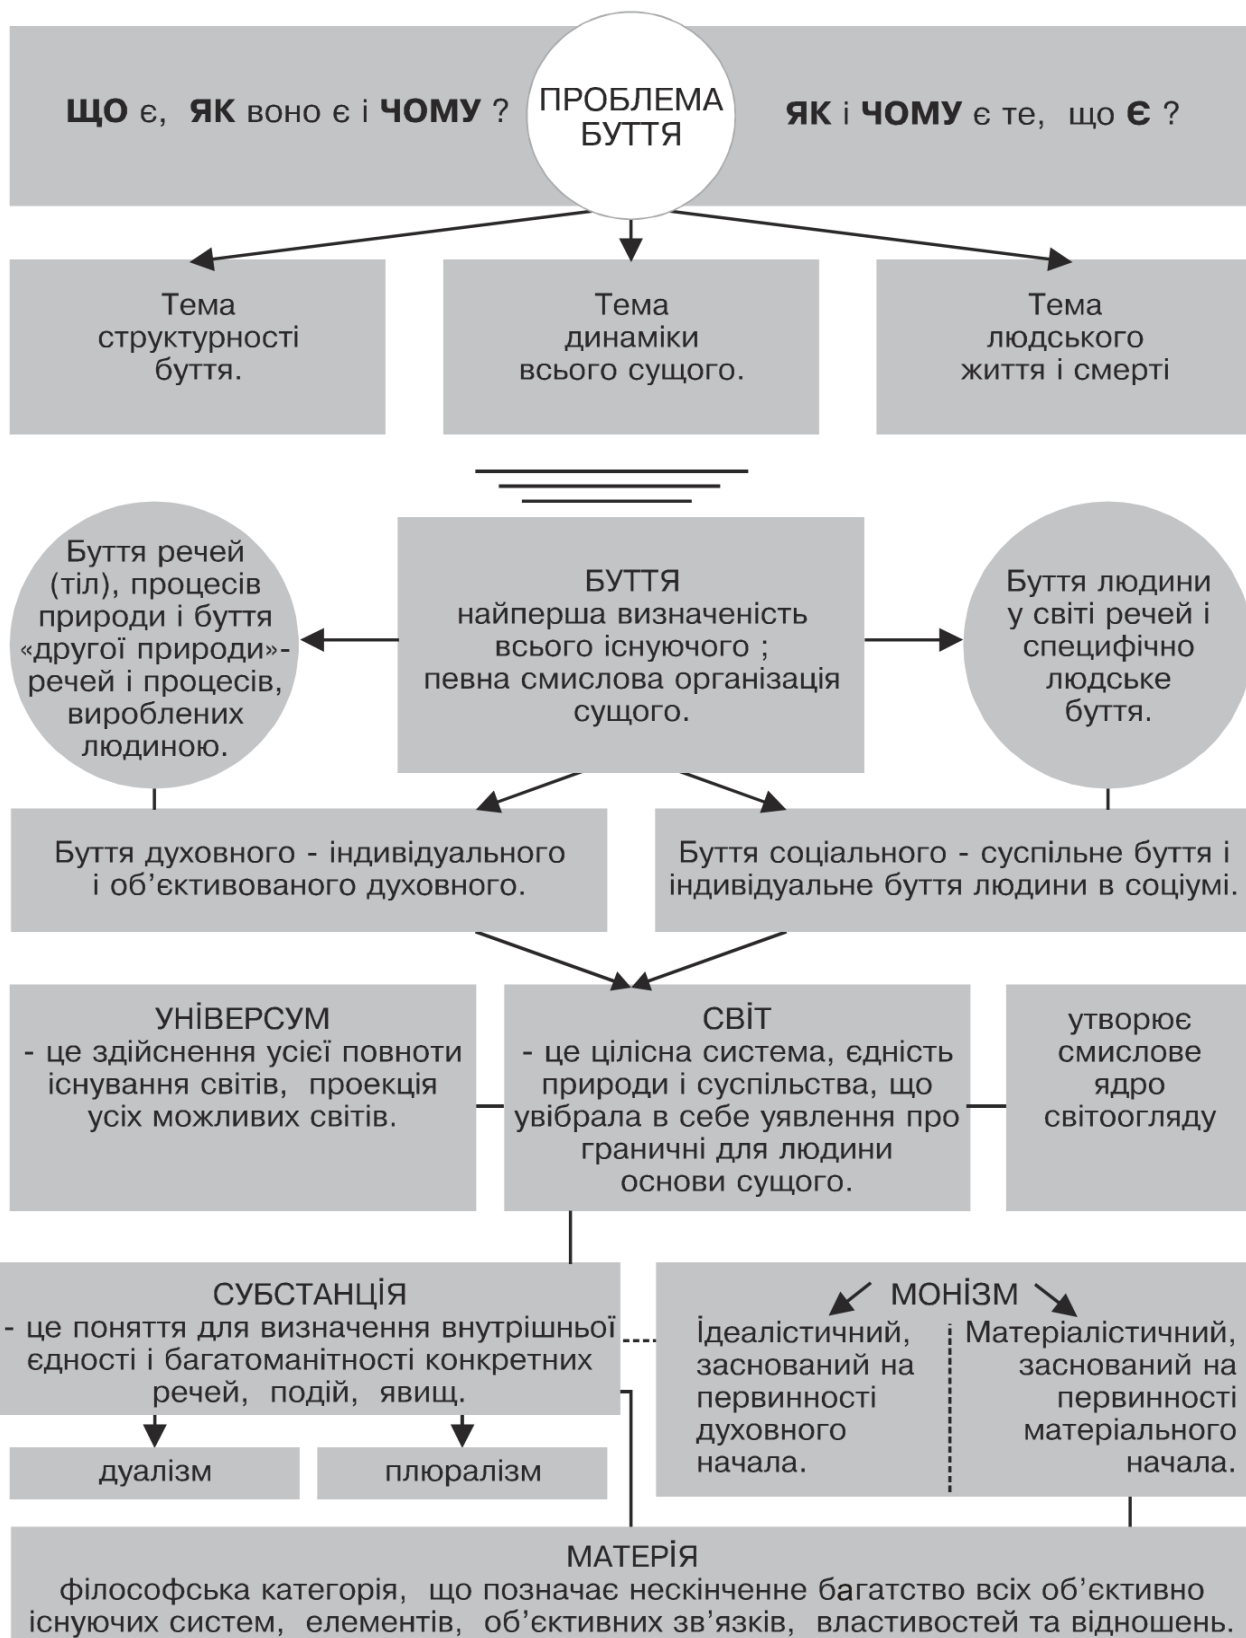 ЩО є, ЯК воно є і ЧОМУ ?
ПРОБЛЕМА
БУТТЯ
ЯК і ЧОМУ є те, що Є ?
Тема
структурності
буття.
Тема
динаміки
всього сущого.
Тема
людського
життя і смерті
Буття речей
(тіл), процесів
природи і буття
«другої природи»-
речей і процесів,
вироблених
людиною.
БУТТЯ
найперша визначеність
всього існуючого ;
певна смислова організація
сущого.
Буття людини
у світі речей і
специфічно
людське
буття.
Буття духовного - індивідуального
і об’єктивованого духовного.
Буття соціального - суспільне буття і
індивідуальне буття людини в соціумі.
УНІВЕРСУМ
- це здійснення усієї повноти
існування світів, проекція
усіх можливих світів.
СВІТ
- це цілісна система, єдність
природи і суспільства, що
увібрала в себе уявлення про
граничні для людини
основи сущого.
утворює
смислове
ядро
світоогляду
СУБСТАНЦІЯ
- це поняття для визначення внутрішньої
єдності і багатоманітності конкретних
речей, подій, явищ.
дуалізм
плюралізм
МОНІЗМ
Ідеалістичний,
заснований на
первинності
духовного
начала.
Матеріалістичний,
заснований на
первинності
матеріального
начала.
МАТЕРІЯ
філософська категорія, що позначає нескінченне багатство всіх об’єктивно
існуючих систем, елементів, об’єктивних зв’язків, властивостей та відношень.